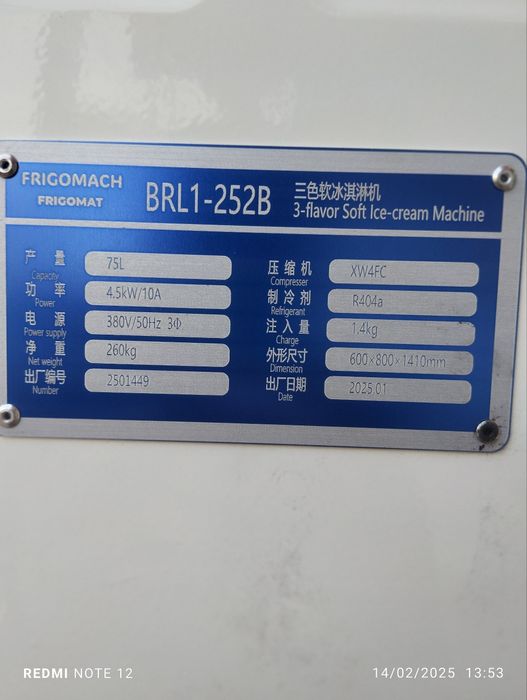 FRIGOMACH
FRIGOMAT
BRL1-252B
三色软冰淇淋机
3-flavor Soft Ice-cream Machine
产 量 75L
Capacity
功 率 4.5kW/10A
Power
电 源 380V/50Hz 3Φ
Power supply
净 重 260kg
Net weight
出厂编号 2501449
Number
压 缩 机 XW4FC
Compresser
制 冷 剂 R404a
Refrigerant
注 入 量 1.4kg
Charge
外形尺寸 600×800×1410mm
Dimension
出厂日期 2025.01
Date
REDMI NOTE 12
14/02/2025 13:53